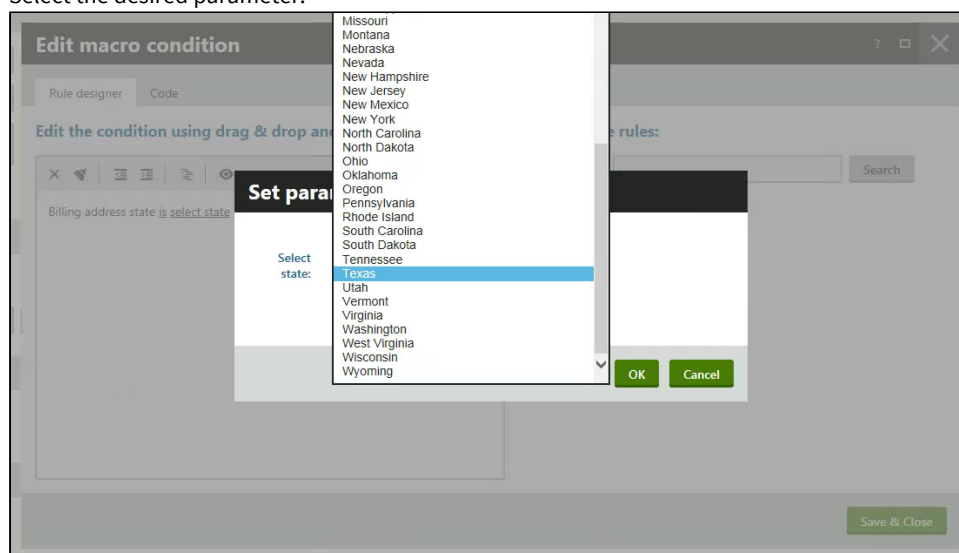 Select the desired parameter.
Edit macro condition
?
Rule designer
Code
Edit the condition using drag & drop an
e rules:
Search
Billing address state is select state
Set para
Select
state:
Missouri
Montana
Nebraska
Nevada
New Hampshire
New Jersey
New Mexico
New York
North Carolina
North Dakota
Ohio
Oklahoma
Oregon
Pennsylvania
Rhode Island
South Carolina
South Dakota
Tennessee
Texas
Utah
Vermont
Virginia
Washington
West Virginia
Wisconsin
Wyoming
OK
Cancel
Save & Close